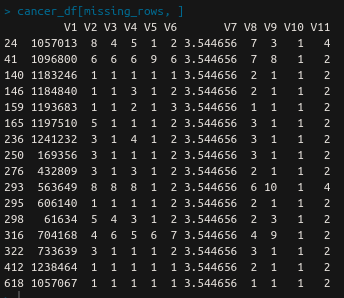 > cancer_df[missing_rows, ]
V1 V2 V3 V4 V5 V6 V7 V8 V9 V10 V11
24 1057013 8 4 5 1 2 3.544656 7 3 1 4
41 1096800 6 6 6 9 6 3.544656 7 8 1 2
140 1183246 1 1 1 1 1 3.544656 2 1 1 2
146 1184840 1 1 3 1 2 3.544656 2 1 1 2
159 1193683 1 1 2 1 3 3.544656 1 1 1 2
165 1197510 5 1 1 1 2 3.544656 3 1 1 2
236 1241232 3 1 4 1 2 3.544656 3 1 1 2
250 169356 3 1 1 1 2 3.544656 3 1 1 2
276 432809 3 1 3 1 2 3.544656 2 1 1 2
293 563649 8 8 8 1 2 3.544656 6 10 1 4
295 606140 1 1 1 1 2 3.544656 2 1 1 2
298 61634 5 4 3 1 2 3.544656 2 3 1 2
316 704168 4 6 5 6 7 3.544656 4 9 1 2
322 733639 3 1 1 1 2 3.544656 3 1 1 2
412 1238464 1 1 1 1 1 3.544656 2 1 1 2
618 1057067 1 1 1 1 1 3.544656 1 1 1 2